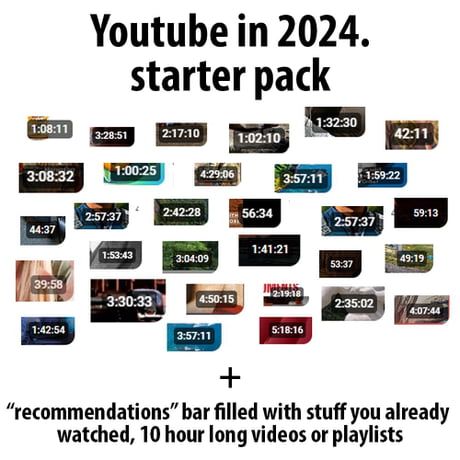 Youtube in 2024.
starter pack
1:08:11 3:28:51 2:17:10 1:02:10 1:32:30 42:11
3:08:32 1:00:25 4:29:06 3:57:11 1:59:22
44:37 2:57:37 2:42:28 56:34 2:57:37 59:13
1:53:43 3:04:09 1:41:21 53:37 49:19
39:58 3:30:33 4:50:15 2:19:18 2:35:02 4:07:44
1:42:54 3:57:11 5:18:16
+
“recommendations” bar filled with stuff you already
watched, 10 hour long videos or playlists